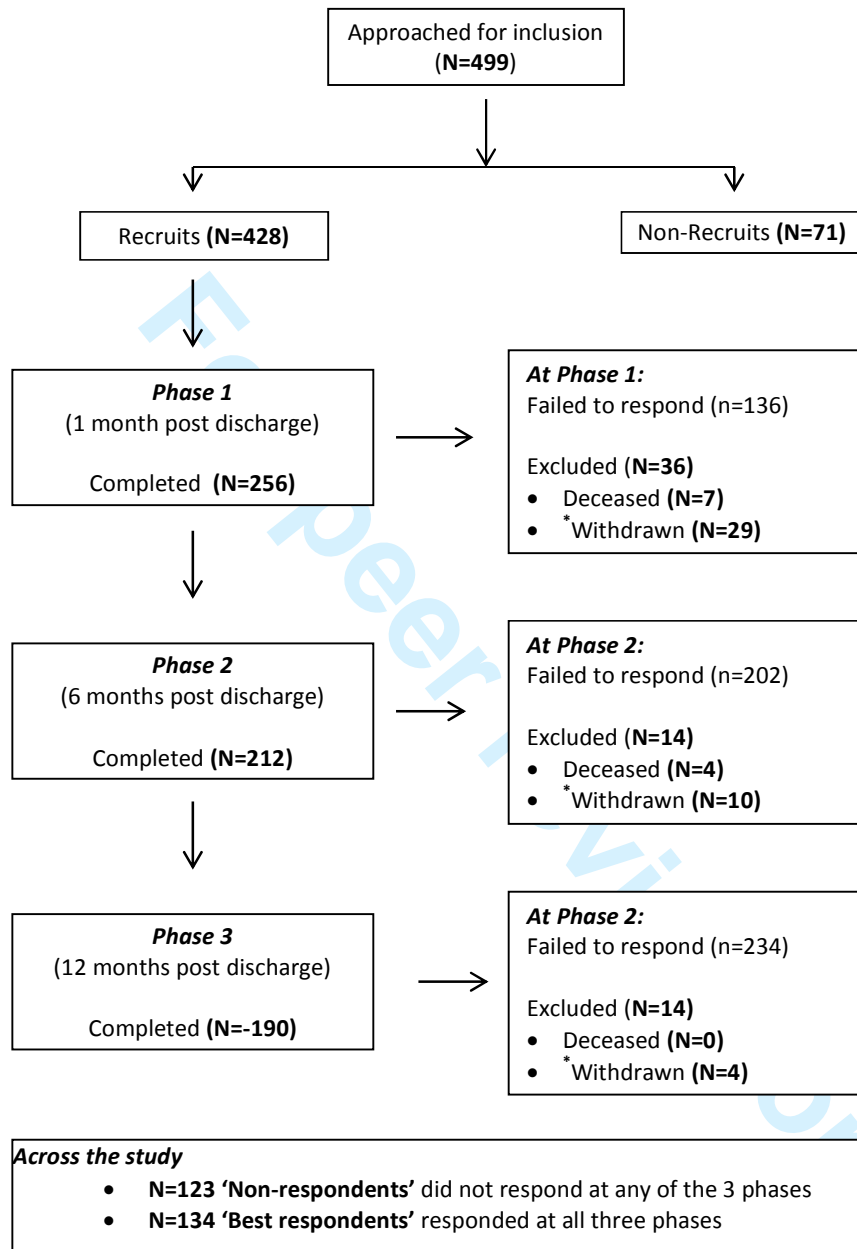 Approached for inclusion
(N=499)
Recruits (N=428)
Non-Recruits (N=71)
Phase 1
(1 month post discharge)
Completed  (N=256)
At Phase 1:
Failed to respond (n=136)
Excluded (N=36)
• Deceased (N=7)
• *Withdrawn (N=29)
Phase 2
(6 months post discharge)
Completed (N=212)
At Phase 2:
Failed to respond (n=202)
Excluded (N=14)
• Deceased (N=4)
• *Withdrawn (N=10)
Phase 3
(12 months post discharge)
Completed (N=-190)
At Phase 2:
Failed to respond (n=234)
Excluded (N=14)
• Deceased (N=0)
• *Withdrawn (N=4)
Across the study
• N=123 ‘Non-respondents’ did not respond at any of the 3 phases
• N=134 ‘Best respondents’ responded at all three phases